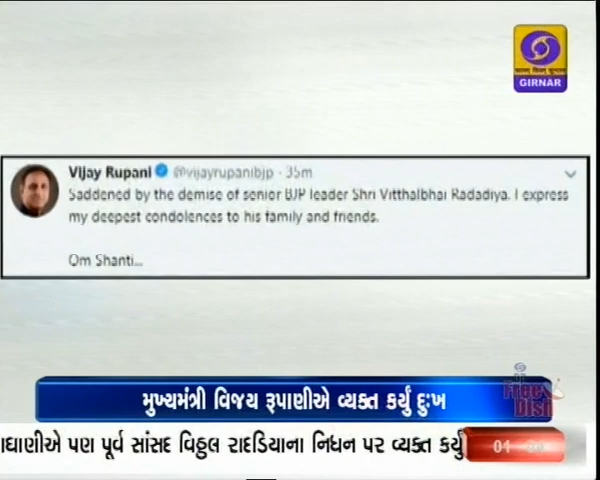 GIRNAR
Vijay Rupani @vijayrupanibjp · 35m
Saddened by the demise of senior BJP leader Shri Vitthalbhai Radadiya. I express
my deepest condolences to his family and friends.
Om Shanti...
મુખ્યમંત્રી વિજય રૂપાણીએ વ્યક્ત કર્યું દુઃખ
Free
Dish
ાઘાણીએ પણ પૂર્વ સાંસદ વિઠ્ઠલ રાદડિયાના નિધન પર વ્યક્ત કર્યું
01